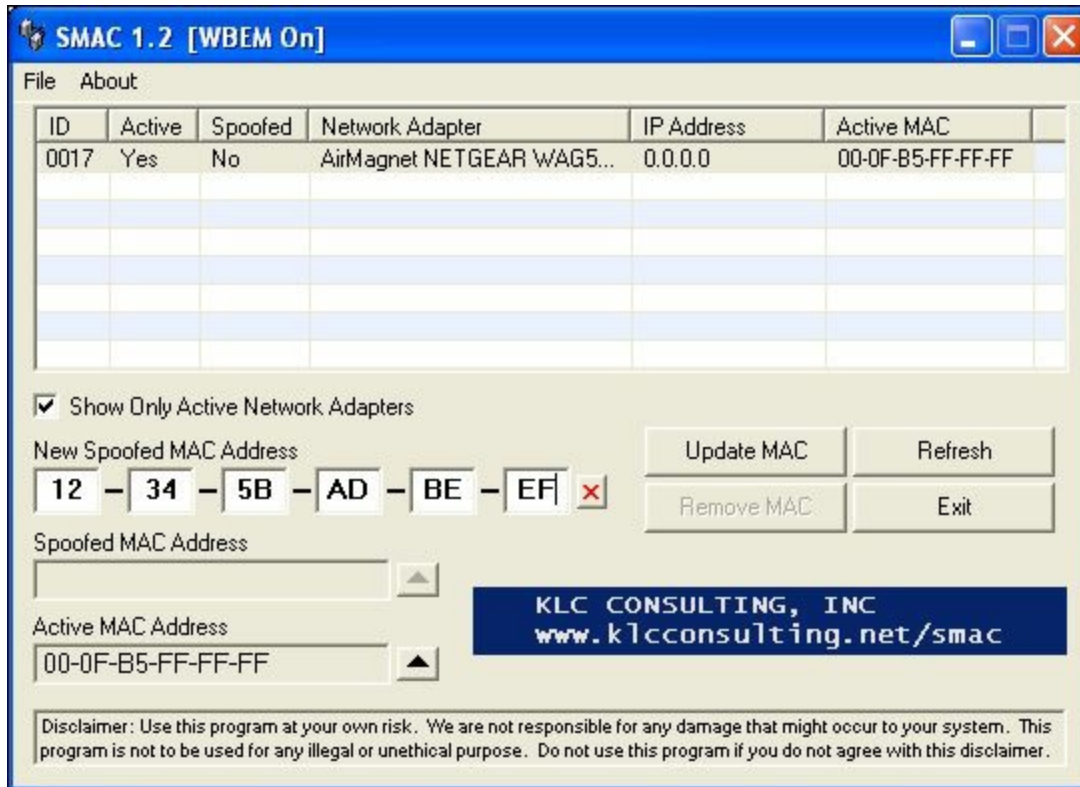 SMAC 1.2 [WBEM On]
File About
ID Active Spoofed Network Adapter IP Address Active MAC
0017 Yes No AirMagnet NETGEAR WAG5... 0.0.0.0 00-0F-B5-FF-FF-FF
Show Only Active Network Adapters
New Spoofed MAC Address
Update MAC Refresh
12 - 34 - 5B - AD - BE - EF
Remove MAC Exit
Spoofed MAC Address
KLC CONSULTING, INC
www.klcconsulting.net/smac
Active MAC Address
00-0F-B5-FF-FF-FF
Disclaimer: Use this program at your own risk. We are not responsible for any damage that might occur to your system. This
program is not to be used for any illegal or unethical purpose. Do not use this program if you do not agree with this disclaimer.